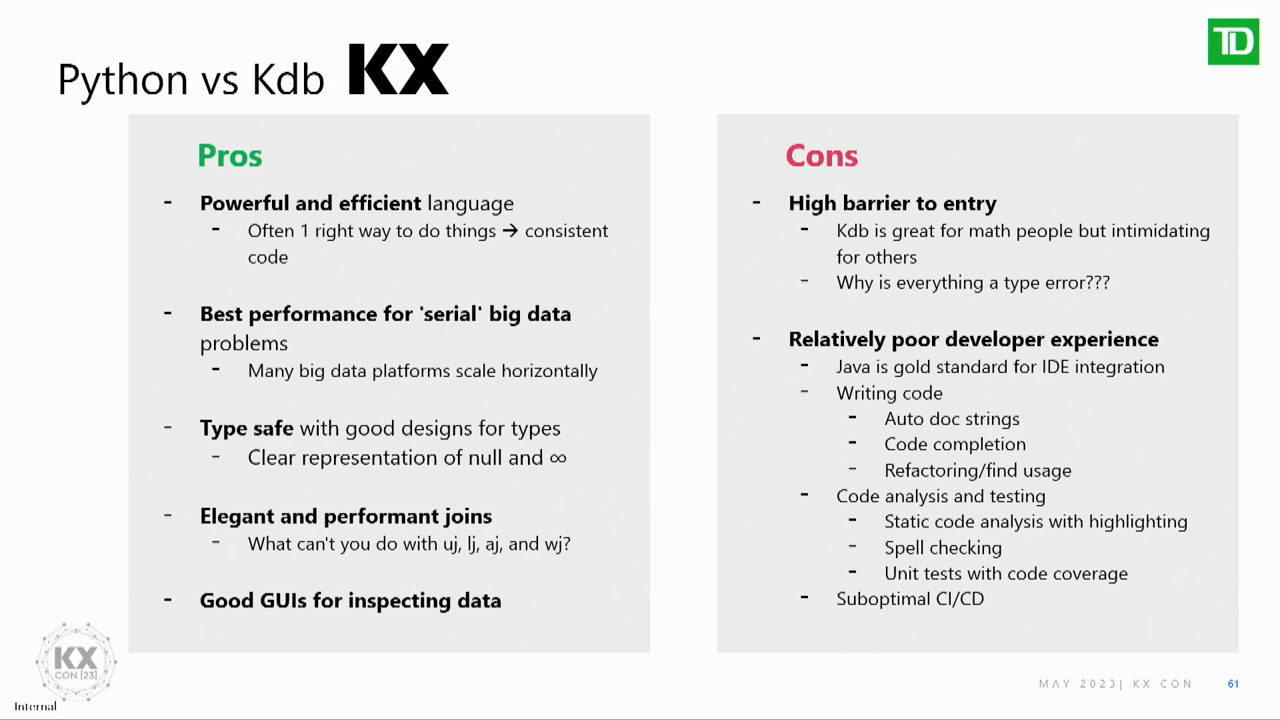 TD
Python vs Kdb KX
Pros
- Powerful and efficient language
- Often 1 right way to do things → consistent
code
- Best performance for 'serial' big data
problems
- Many big data platforms scale horizontally
- Type safe with good designs for types
- Clear representation of null and ∞
- Elegant and performant joins
- What can't you do with uj, lj, aj, and wj?
- Good GUIs for inspecting data
Cons
- High barrier to entry
- Kdb is great for math people but intimidating
for others
- Why is everything a type error???
- Relatively poor developer experience
- Java is gold standard for IDE integration
- Writing code
- Auto doc strings
- Code completion
- Refactoring/find usage
- Code analysis and testing
- Static code analysis with highlighting
- Spell checking
- Unit tests with code coverage
- Suboptimal CI/CD
KX
CON [23]
Internal
MAY 2023| KX CON 61